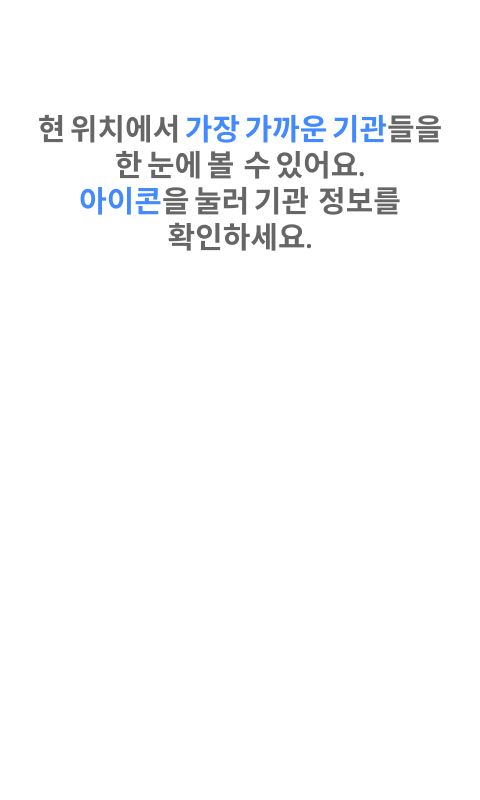 현 위치에서 가장 가까운 기관들을
한 눈에 볼 수 있어요.
아이콘을 눌러 기관 정보를
확인하세요.